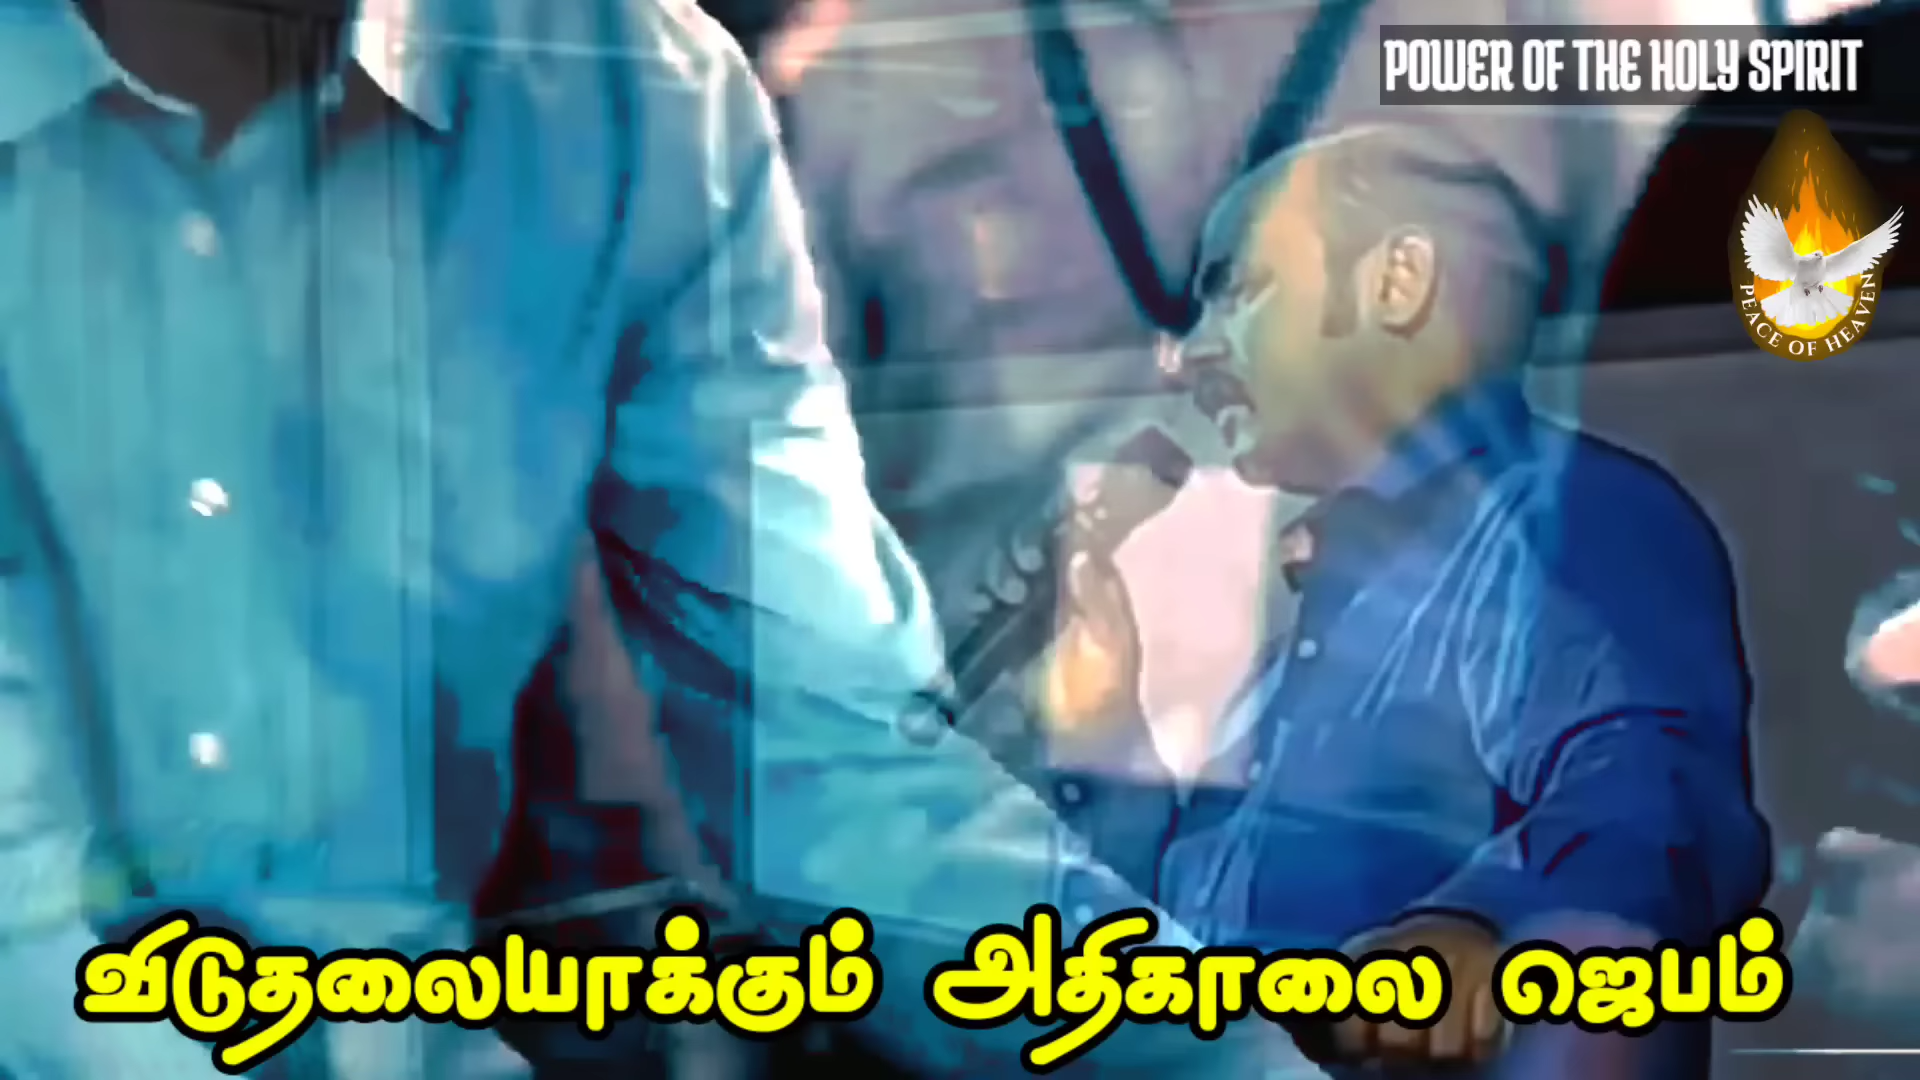 POWER OF THE HOLY SPIRIT
PEACE OF HEAVEN
விடுதலையாக்கும் அதிகாலை ஜெபம்